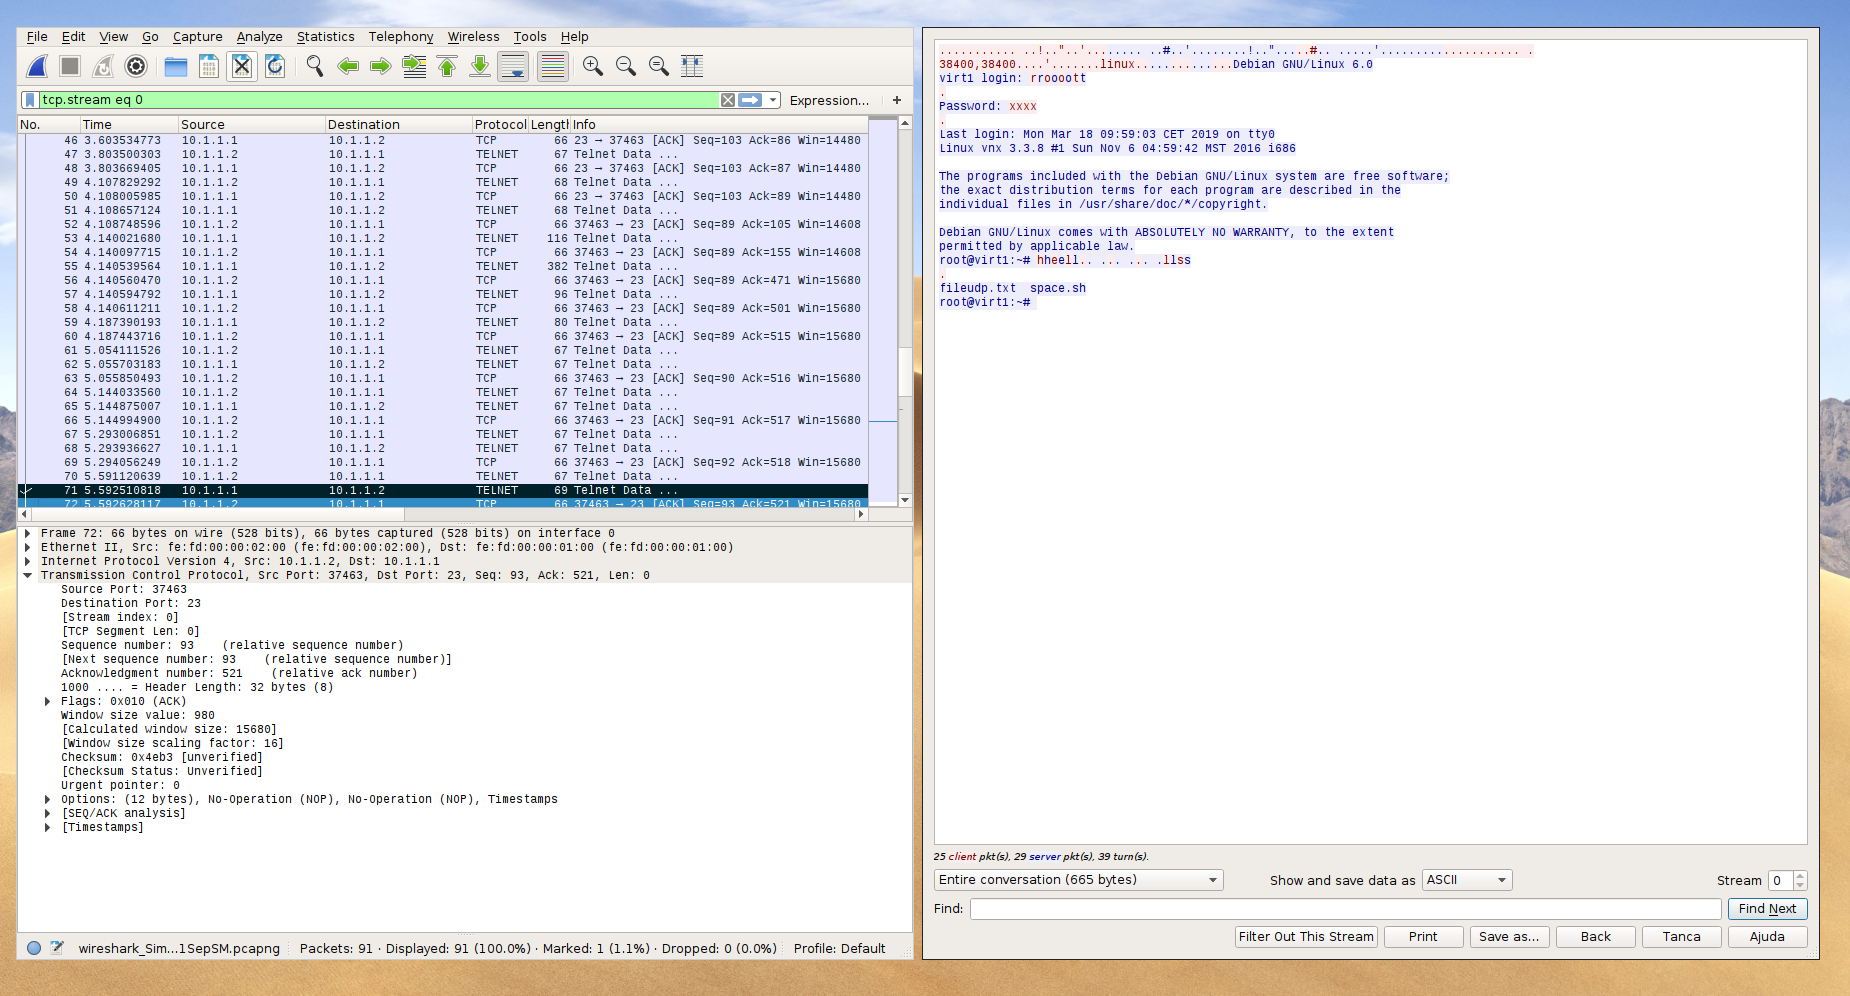 File Edit View Go Capture Analyze Statistics Telephony Wireless Tools Help
tcp.stream eq 0 Expression... +
No. Time Source Destination Protocol Length Info
46 3.603534773 10.1.1.1 10.1.1.2 TCP 66 23 → 37463 [ACK] Seq=103 Ack=86 Win=14480
47 3.803500303 10.1.1.2 10.1.1.1 TELNET 67 Telnet Data ...
48 3.803669405 10.1.1.1 10.1.1.2 TCP 66 23 → 37463 [ACK] Seq=103 Ack=87 Win=14480
49 4.107829292 10.1.1.2 10.1.1.1 TELNET 68 Telnet Data ...
50 4.108005985 10.1.1.1 10.1.1.2 TCP 66 23 → 37463 [ACK] Seq=103 Ack=89 Win=14480
51 4.108657124 10.1.1.1 10.1.1.2 TELNET 68 Telnet Data ...
52 4.108748596 10.1.1.2 10.1.1.1 TCP 66 37463 → 23 [ACK] Seq=89 Ack=105 Win=14608
53 4.140021680 10.1.1.1 10.1.1.2 TELNET 116 Telnet Data ...
54 4.140097715 10.1.1.2 10.1.1.1 TCP 66 37463 → 23 [ACK] Seq=89 Ack=155 Win=14608
55 4.140539564 10.1.1.1 10.1.1.2 TELNET 382 Telnet Data ...
56 4.140560470 10.1.1.2 10.1.1.1 TCP 66 37463 → 23 [ACK] Seq=89 Ack=471 Win=15680
57 4.140594792 10.1.1.1 10.1.1.2 TELNET 96 Telnet Data ...
58 4.140611211 10.1.1.2 10.1.1.1 TCP 66 37463 → 23 [ACK] Seq=89 Ack=501 Win=15680
59 4.187390193 10.1.1.1 10.1.1.2 TELNET 80 Telnet Data ...
60 4.187443716 10.1.1.2 10.1.1.1 TCP 66 37463 → 23 [ACK] Seq=89 Ack=515 Win=15680
61 5.054111526 10.1.1.2 10.1.1.1 TELNET 67 Telnet Data ...
62 5.055703183 10.1.1.1 10.1.1.2 TELNET 67 Telnet Data ...
63 5.055850493 10.1.1.2 10.1.1.1 TCP 66 37463 → 23 [ACK] Seq=90 Ack=516 Win=15680
64 5.144033560 10.1.1.2 10.1.1.1 TELNET 67 Telnet Data ...
65 5.144875007 10.1.1.1 10.1.1.2 TELNET 67 Telnet Data ...
66 5.144994900 10.1.1.2 10.1.1.1 TCP 66 37463 → 23 [ACK] Seq=91 Ack=517 Win=15680
67 5.293006851 10.1.1.2 10.1.1.1 TELNET 67 Telnet Data ...
68 5.293936627 10.1.1.1 10.1.1.2 TELNET 67 Telnet Data ...
69 5.294056249 10.1.1.2 10.1.1.1 TCP 66 37463 → 23 [ACK] Seq=92 Ack=518 Win=15680
70 5.591120639 10.1.1.2 10.1.1.1 TELNET 67 Telnet Data ...
71 5.592510818 10.1.1.1 10.1.1.2 TELNET 69 Telnet Data ...
72 5.592628117 10.1.1.2 10.1.1.1 TCP 66 37463 → 23 [ACK] Seq=93 Ack=521 Win=15680
Frame 72: 66 bytes on wire (528 bits), 66 bytes captured (528 bits) on interface 0
Ethernet II, Src: fe:fd:00:00:02:00 (fe:fd:00:00:02:00), Dst: fe:fd:00:00:01:00 (fe:fd:00:00:01:00)
Internet Protocol Version 4, Src: 10.1.1.2, Dst: 10.1.1.1
Transmission Control Protocol, Src Port: 37463, Dst Port: 23, Seq: 93, Ack: 521, Len: 0
Source Port: 37463
Destination Port: 23
[Stream index: 0]
[TCP Segment Len: 0]
Sequence number: 93 (relative sequence number)
[Next sequence number: 93 (relative sequence number)]
Acknowledgment number: 521 (relative ack number)
1000 .... = Header Length: 32 bytes (8)
Flags: 0x010 (ACK)
Window size value: 980
[Calculated window size: 15680]
[Window size scaling factor: 16]
Checksum: 0x4eb3 [unverified]
[Checksum Status: Unverified]
Urgent pointer: 0
Options: (12 bytes), No-Operation (NOP), No-Operation (NOP), Timestamps
[SEQ/ACK analysis]
[Timestamps]
wireshark_Sim...1SepSM.pcapng Packets: 91 · Displayed: 91 (100.0%) · Marked: 1 (1.1%) · Dropped: 0 (0.0%) Profile: Default
........... ..!.."..'......... ..#..'........!.."......#.. .....'...................... .
38400,38400....'.......linux..............Debian GNU/Linux 6.0
virt1 login: rroooott
.
Password: xxxx
.
Last login: Mon Mar 18 09:59:03 CET 2019 on tty0
Linux vnx 3.3.8 #1 Sun Nov 6 04:59:42 MST 2016 i686
The programs included with the Debian GNU/Linux system are free software;
the exact distribution terms for each program are described in the
individual files in /usr/share/doc/*/copyright.
Debian GNU/Linux comes with ABSOLUTELY NO WARRANTY, to the extent
permitted by applicable law.
root@virt1:~# hheell.. ... ... .llss
.
fileudp.txt space.sh
root@virt1:~#
25 client pkt(s), 29 server pkt(s), 39 turn(s).
Entire conversation (665 bytes) Show and save data as ASCII Stream 0
Find: Find Next
Filter Out This Stream Print Save as... Back Tanca Ajuda